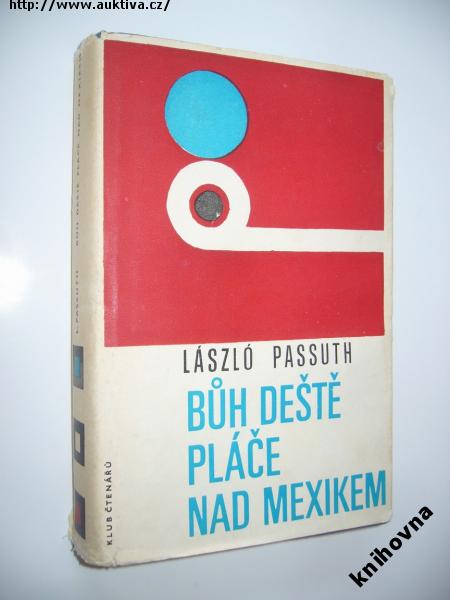 http://www.auktiva.cz/
LÁSZLÓ PASSUTH
BŮH DEŠTĚ
PLÁČE
NAD MEXIKEM
L. PASSUTH BŮH DEŠTĚ PLÁČE NAD MEXIKEM
KLUB ČTENÁŘŮ
knihovna